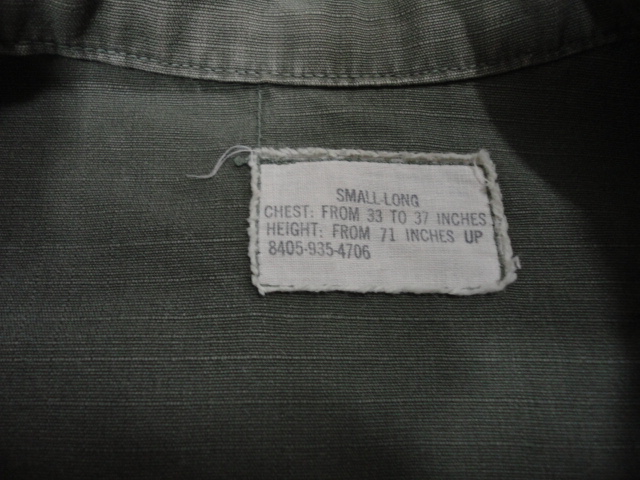 SMALL-LONG
CHEST: FROM 33 TO 37 INCHES
HEIGHT: FROM 71 INCHES UP
8405-935-4706